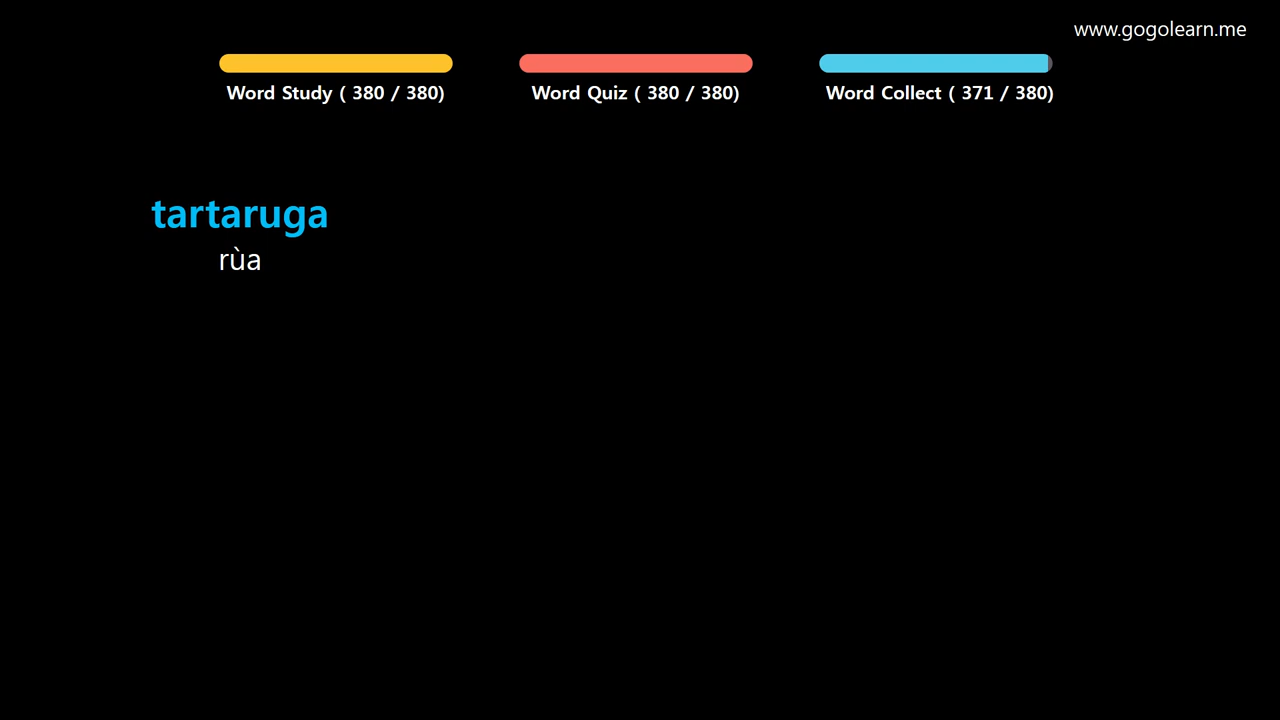 www.gogolearn.me
Word Study ( 380 / 380)
Word Quiz ( 380 / 380)
Word Collect ( 371 / 380)
tartaruga
rùa